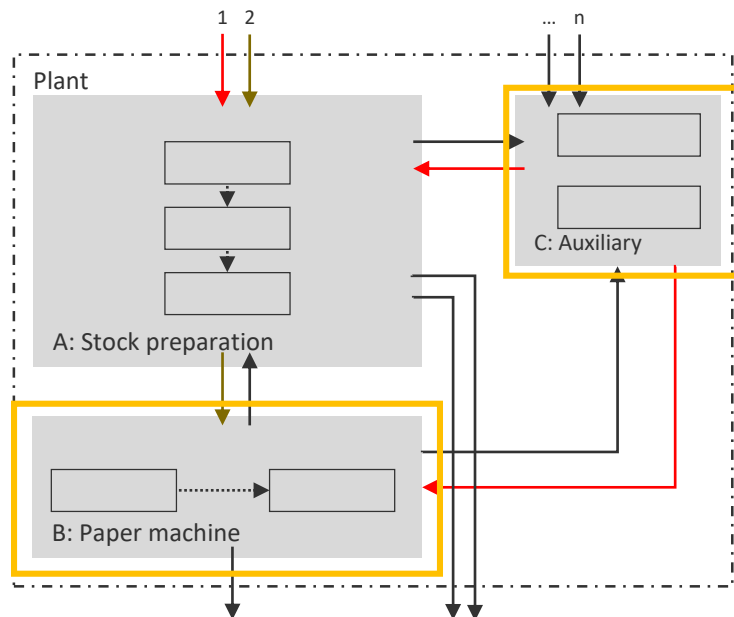 1 2 ... n
Plant
C: Auxiliary
A: Stock preparation
B: Paper machine